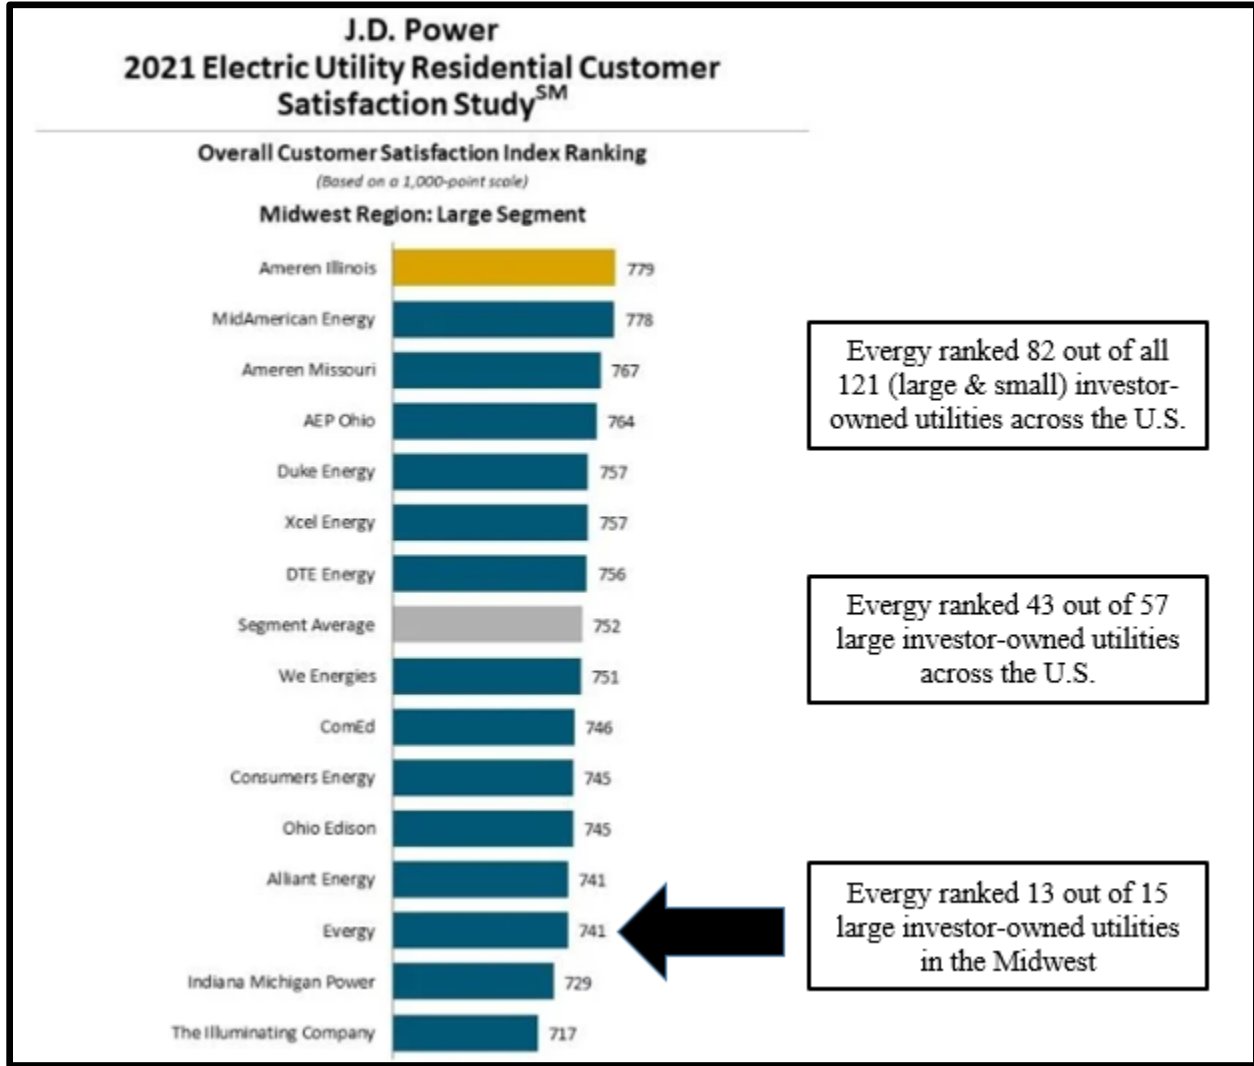 J.D. Power
2021 Electric Utility Residential Customer
Satisfaction StudySM
Overall Customer Satisfaction Index Ranking
(Based on a 1,000-point scale)
Midwest Region: Large Segment
Ameren Illinois 779
MidAmerican Energy 778
Ameren Missouri 767
AEP Ohio 764
Duke Energy 757
Xcel Energy 757
DTE Energy 756
Segment Average 752
We Energies 751
ComEd 746
Consumers Energy 745
Ohio Edison 745
Alliant Energy 741
Evergy 741
Indiana Michigan Power 729
The Illuminating Company 717
Evergy ranked 82 out of all
121 (large & small) investor-
owned utilities across the U.S.
Evergy ranked 43 out of 57
large investor-owned utilities
across the U.S.
Evergy ranked 13 out of 15
large investor-owned utilities
in the Midwest